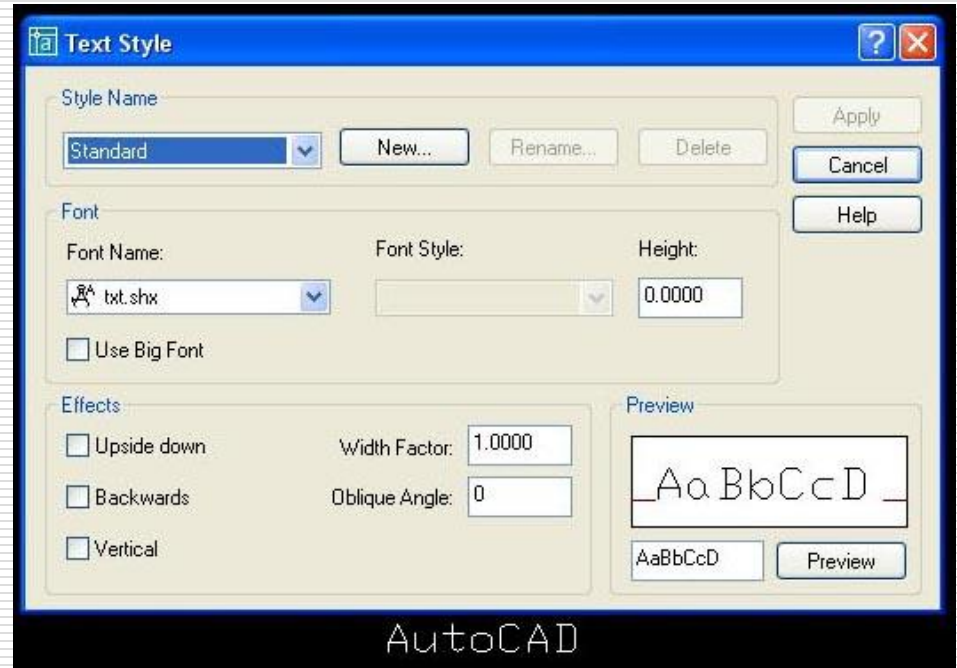 Text Style
Style Name
Standard New... Rename... Delete
Apply
Cancel
Help
Font
Font Name: Font Style: Height:
txt.shx 0.0000
Use Big Font
Effects
Upside down Width Factor: 1.0000
Backwards Oblique Angle: 0
Vertical
Preview
AaBbCcD
AaBbCcD Preview
AutoCAD